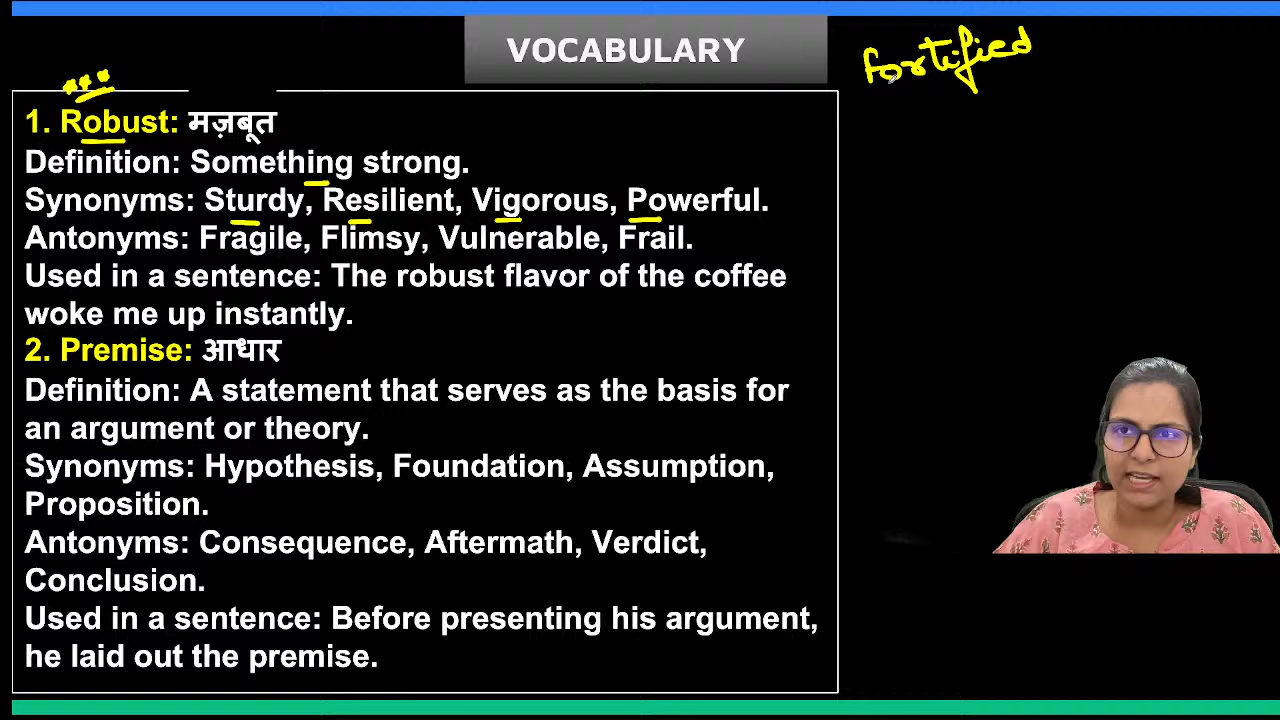 VOCABULARY
fortified
1. Robust: मज़बूत
Definition: Something strong.
Synonyms: Sturdy, Resilient, Vigorous, Powerful.
Antonyms: Fragile, Flimsy, Vulnerable, Frail.
Used in a sentence: The robust flavor of the coffee
woke me up instantly.
2. Premise: आधार
Definition: A statement that serves as the basis for
an argument or theory.
Synonyms: Hypothesis, Foundation, Assumption,
Proposition.
Antonyms: Consequence, Aftermath, Verdict,
Conclusion.
Used in a sentence: Before presenting his argument,
he laid out the premise.